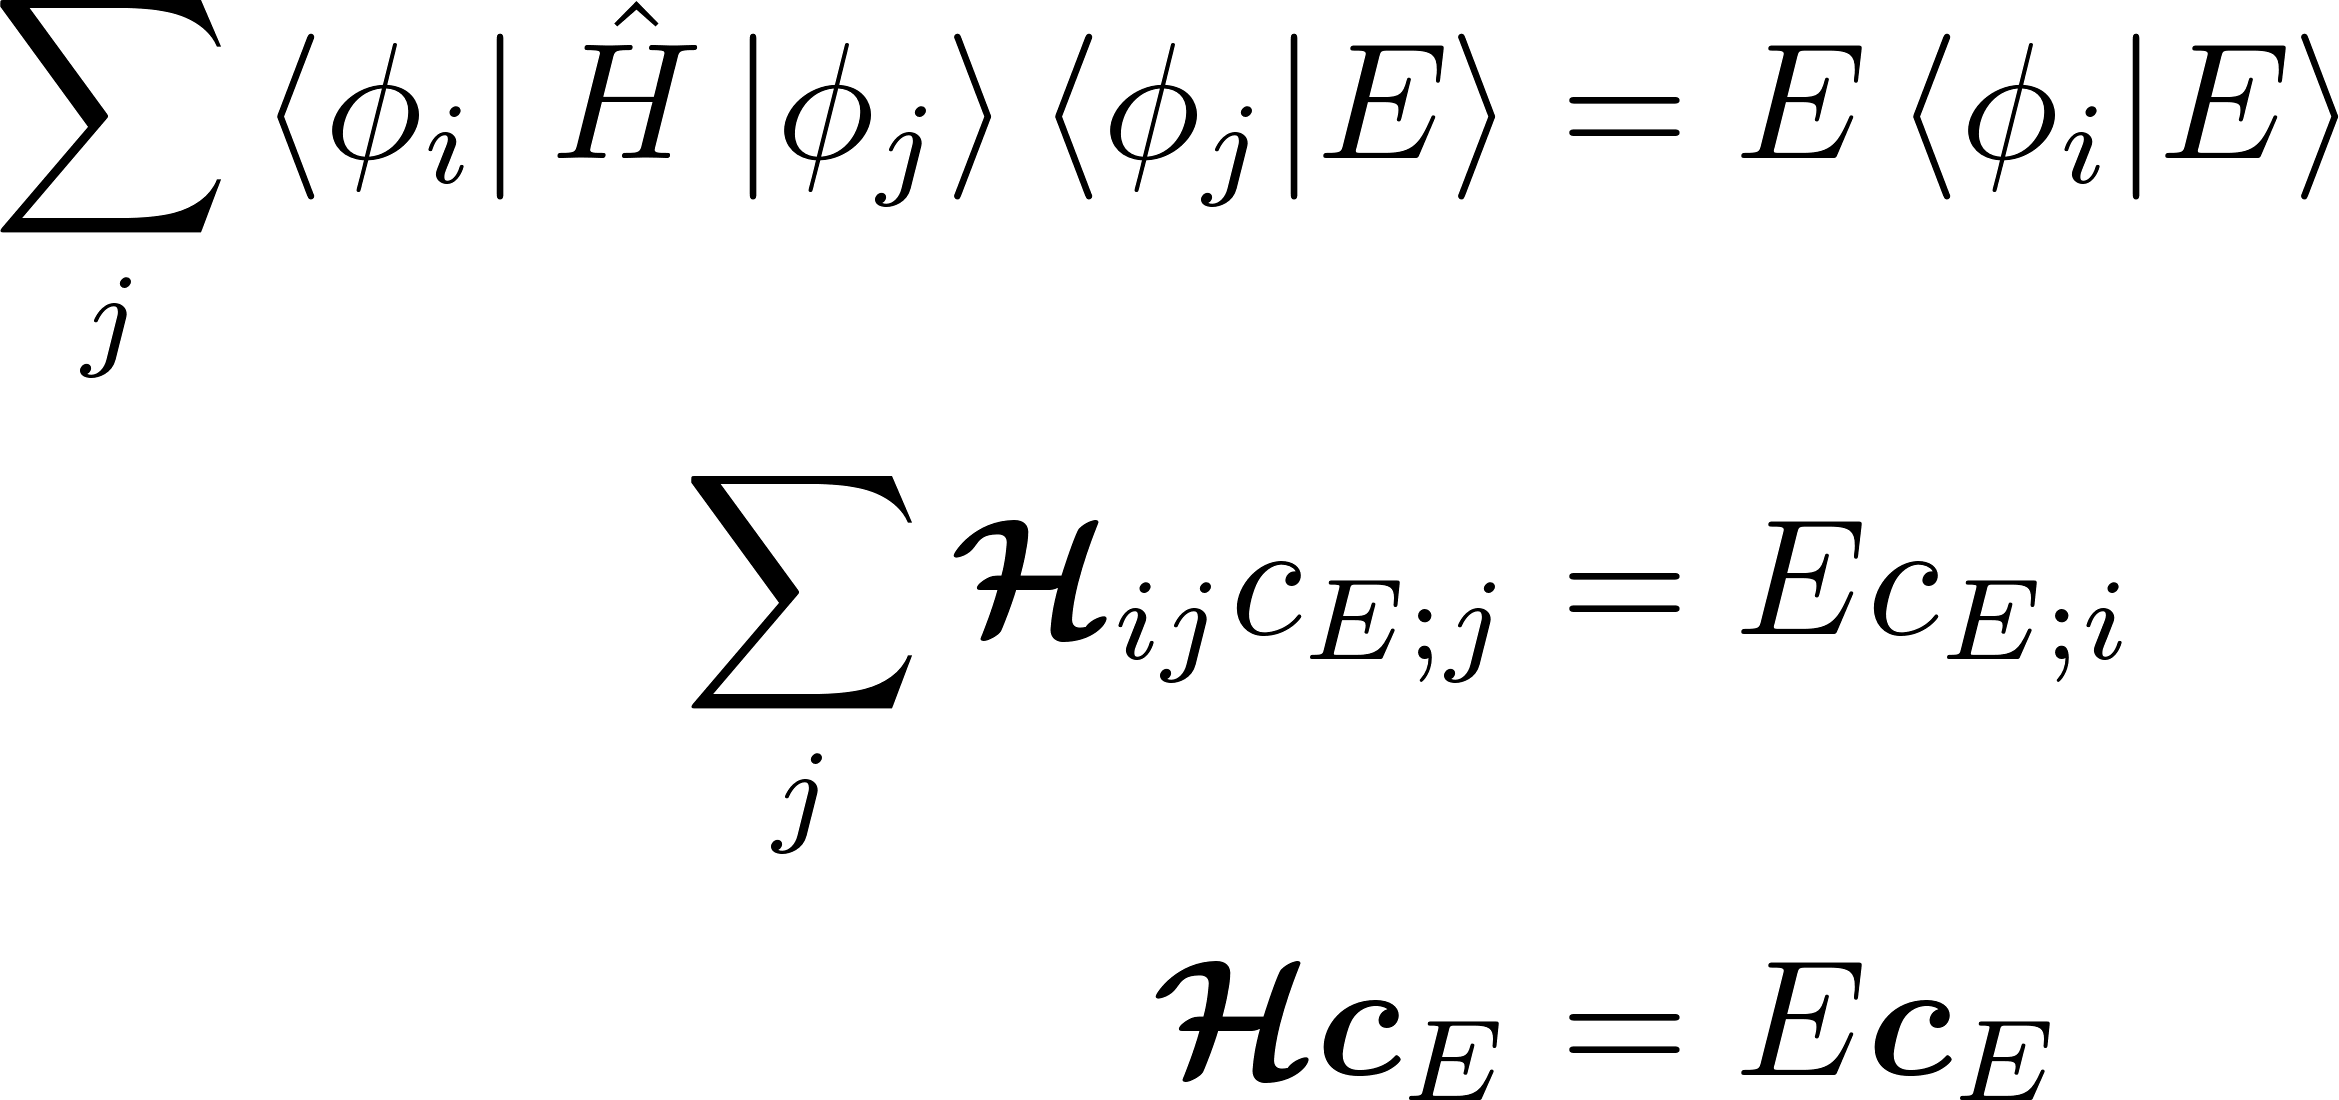 \sum_j \langle \phi_i | \hat{H} | \phi_j \rangle \langle \phi_j | E \rangle = E \langle \phi_i | E \rangle
\sum_j \boldsymbol{\mathcal{H}}_{ij} c_{E;j} = E c_{E;i}
\boldsymbol{\mathcal{H}} \boldsymbol{c}_E = E \boldsymbol{c}_E